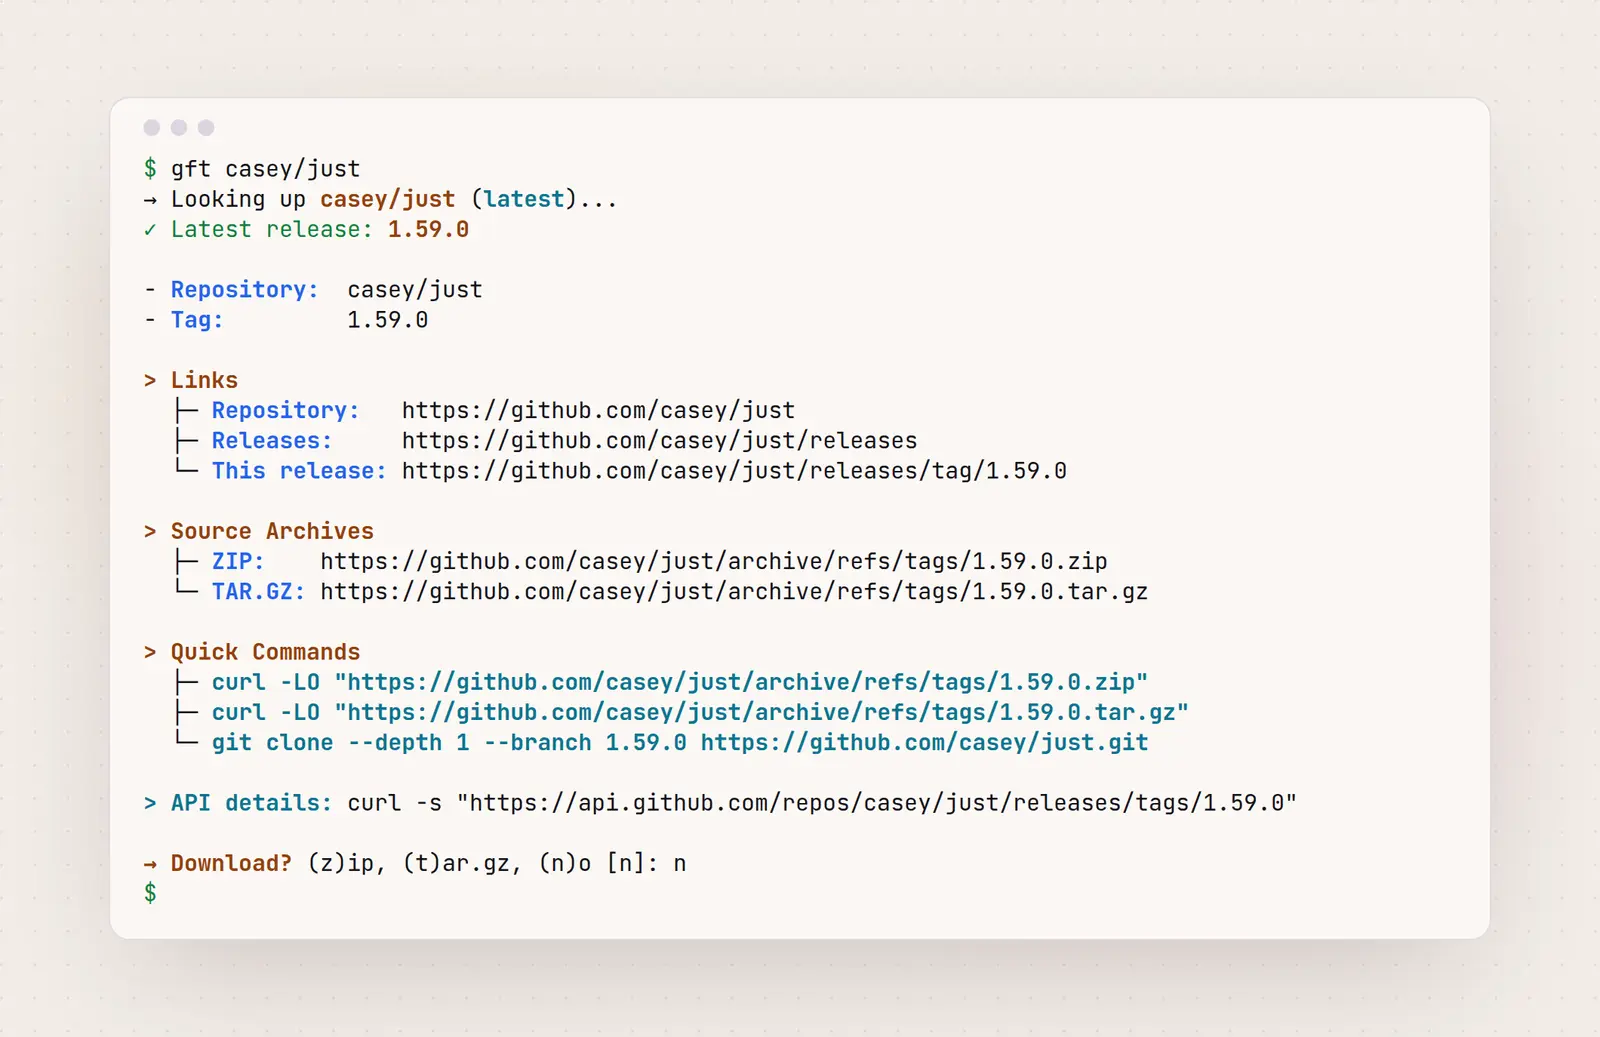 $ gft casey/just
→ Looking up casey/just (latest)...
✓ Latest release: 1.59.0
- Repository:  casey/just
- Tag:         1.59.0
> Links
  ├─ Repository:   https://github.com/casey/just
  ├─ Releases:     https://github.com/casey/just/releases
  └─ This release: https://github.com/casey/just/releases/tag/1.59.0
> Source Archives
  ├─ ZIP:    https://github.com/casey/just/archive/refs/tags/1.59.0.zip
  └─ TAR.GZ: https://github.com/casey/just/archive/refs/tags/1.59.0.tar.gz
> Quick Commands
  ├─ curl -LO "https://github.com/casey/just/archive/refs/tags/1.59.0.zip"
  ├─ curl -LO "https://github.com/casey/just/archive/refs/tags/1.59.0.tar.gz"
  └─ git clone --depth 1 --branch 1.59.0 https://github.com/casey/just.git
> API details: curl -s "https://api.github.com/repos/casey/just/releases/tags/1.59.0"
→ Download? (z)ip, (t)ar.gz, (n)o [n]: n
$